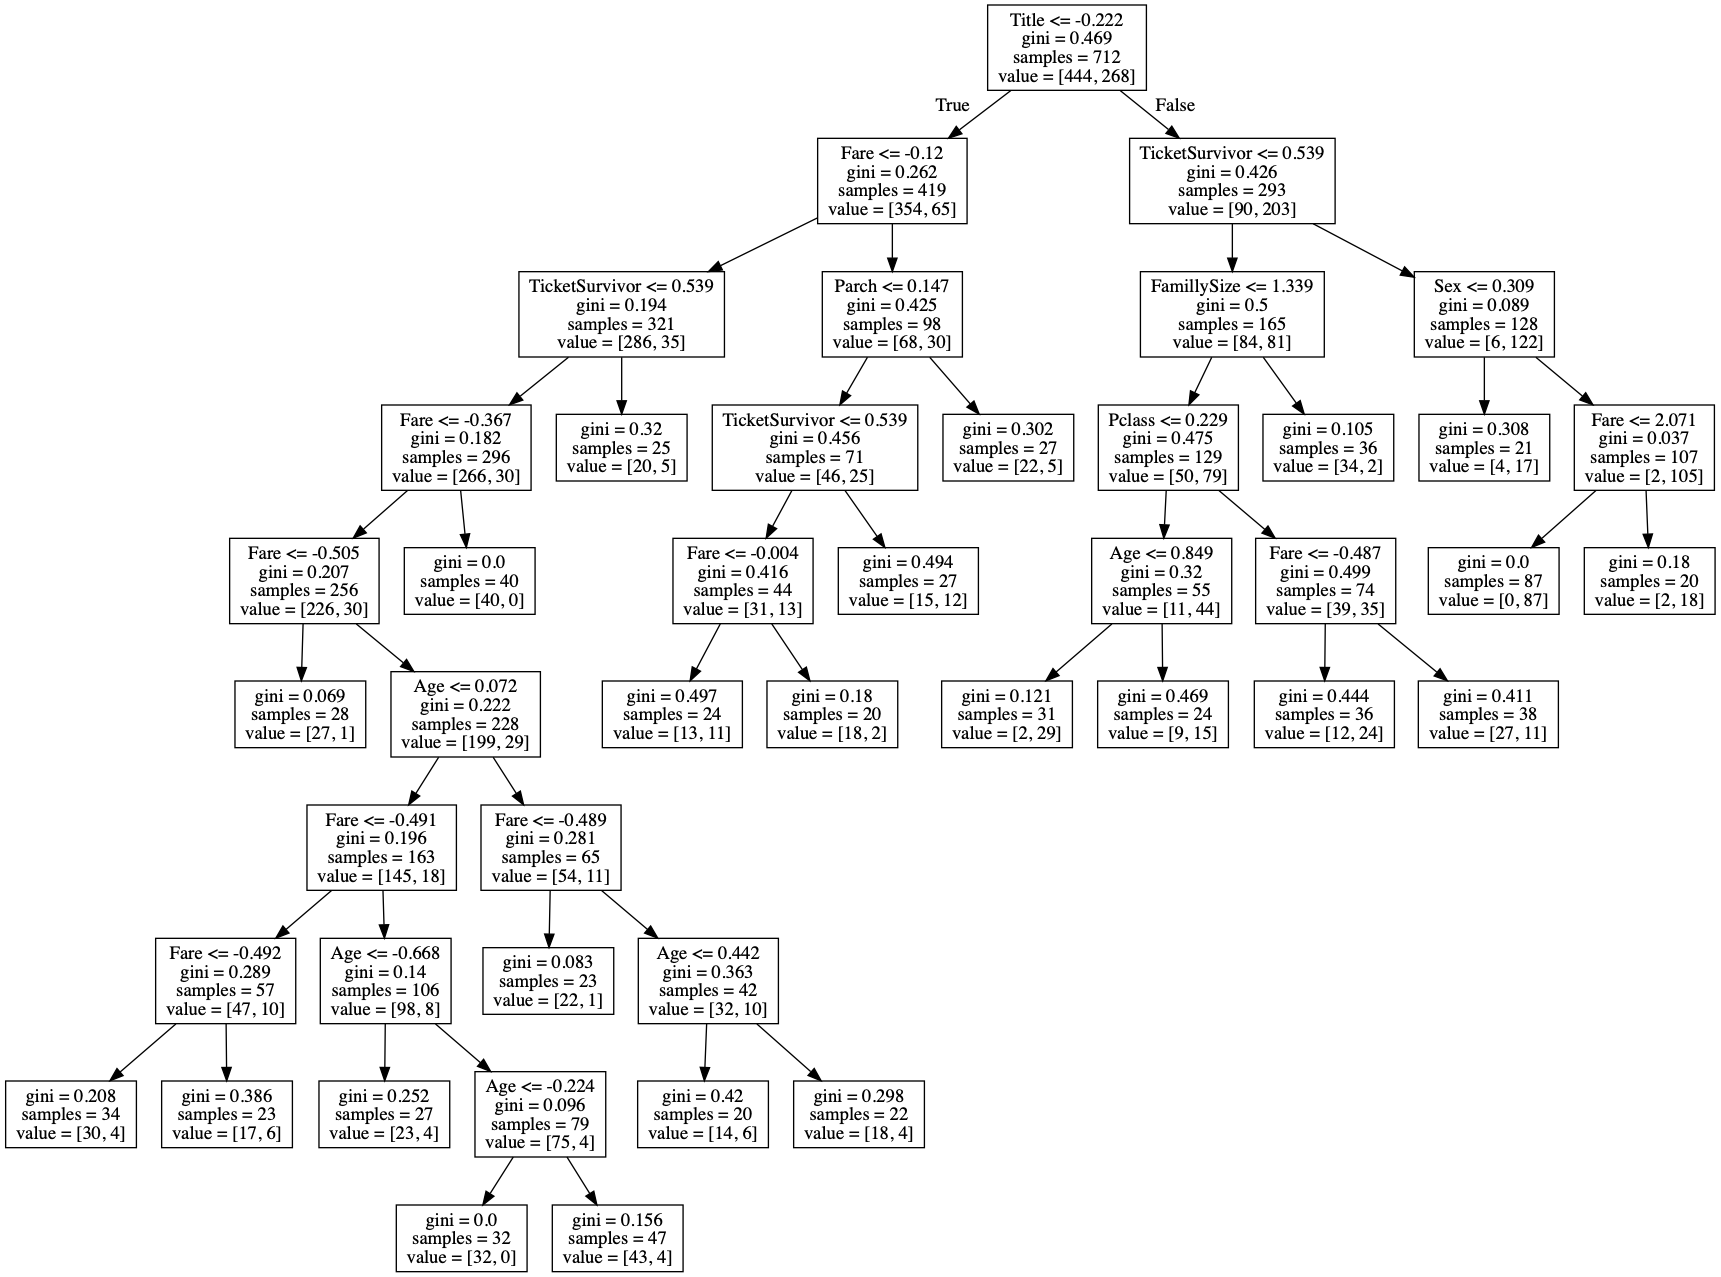 Title <= -0.222
gini = 0.469
samples = 712
value = [444, 268]
True
False
Fare <= -0.12
gini = 0.262
samples = 419
value = [354, 65]
TicketSurvivor <= 0.539
gini = 0.426
samples = 293
value = [90, 203]
TicketSurvivor <= 0.539
gini = 0.194
samples = 321
value = [286, 35]
Parch <= 0.147
gini = 0.425
samples = 98
value = [68, 30]
FamillySize <= 1.339
gini = 0.5
samples = 165
value = [84, 81]
Sex <= 0.309
gini = 0.089
samples = 128
value = [6, 122]
Fare <= -0.367
gini = 0.182
samples = 296
value = [266, 30]
gini = 0.32
samples = 25
value = [20, 5]
TicketSurvivor <= 0.539
gini = 0.456
samples = 71
value = [46, 25]
gini = 0.302
samples = 27
value = [22, 5]
Pclass <= 0.229
gini = 0.475
samples = 129
value = [50, 79]
gini = 0.105
samples = 36
value = [34, 2]
gini = 0.308
samples = 21
value = [4, 17]
Fare <= 2.071
gini = 0.037
samples = 107
value = [2, 105]
Fare <= -0.505
gini = 0.207
samples = 256
value = [226, 30]
gini = 0.0
samples = 40
value = [40, 0]
Fare <= -0.004
gini = 0.416
samples = 44
value = [31, 13]
gini = 0.494
samples = 27
value = [15, 12]
Age <= 0.849
gini = 0.32
samples = 55
value = [11, 44]
Fare <= -0.487
gini = 0.499
samples = 74
value = [39, 35]
gini = 0.0
samples = 87
value = [0, 87]
gini = 0.18
samples = 20
value = [2, 18]
gini = 0.069
samples = 28
value = [27, 1]
Age <= 0.072
gini = 0.222
samples = 228
value = [199, 29]
gini = 0.497
samples = 24
value = [13, 11]
gini = 0.18
samples = 20
value = [18, 2]
gini = 0.121
samples = 31
value = [2, 29]
gini = 0.469
samples = 24
value = [9, 15]
gini = 0.444
samples = 36
value = [12, 24]
gini = 0.411
samples = 38
value = [27, 11]
Fare <= -0.491
gini = 0.196
samples = 163
value = [145, 18]
Fare <= -0.489
gini = 0.281
samples = 65
value = [54, 11]
Fare <= -0.492
gini = 0.289
samples = 57
value = [47, 10]
Age <= -0.668
gini = 0.14
samples = 106
value = [98, 8]
gini = 0.083
samples = 23
value = [22, 1]
Age <= 0.442
gini = 0.363
samples = 42
value = [32, 10]
gini = 0.208
samples = 34
value = [30, 4]
gini = 0.386
samples = 23
value = [17, 6]
gini = 0.252
samples = 27
value = [23, 4]
Age <= -0.224
gini = 0.096
samples = 79
value = [75, 4]
gini = 0.42
samples = 20
value = [14, 6]
gini = 0.298
samples = 22
value = [18, 4]
gini = 0.0
samples = 32
value = [32, 0]
gini = 0.156
samples = 47
value = [43, 4]